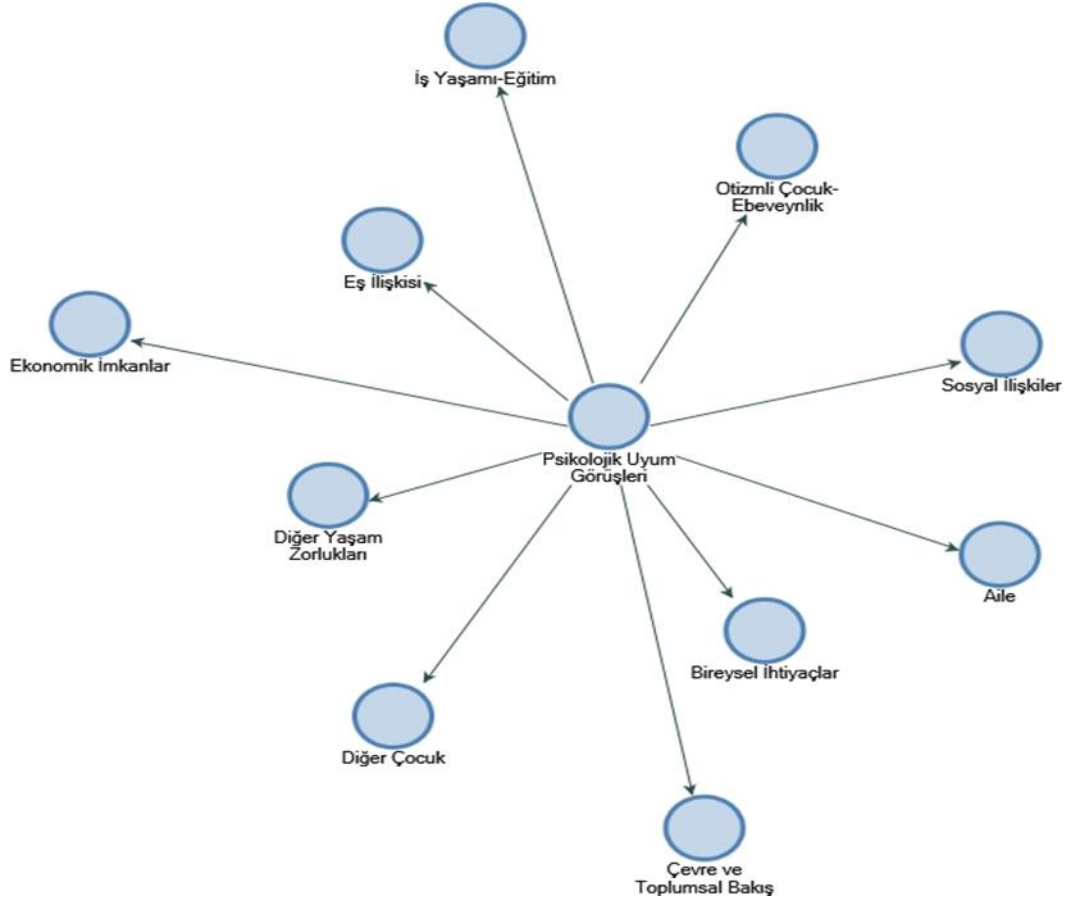 İş Yaşamı-Eğitim
Otizmli Çocuk-
Ebeveynlik
Eş İlişkisi
Ekonomik İmkanlar
Sosyal İlişkiler
Psikolojik Uyum
Görüşleri
Diğer Yaşam
Zorlukları
Aile
Bireysel İhtiyaçlar
Diğer Çocuk
Çevre ve
Toplumsal Bakış